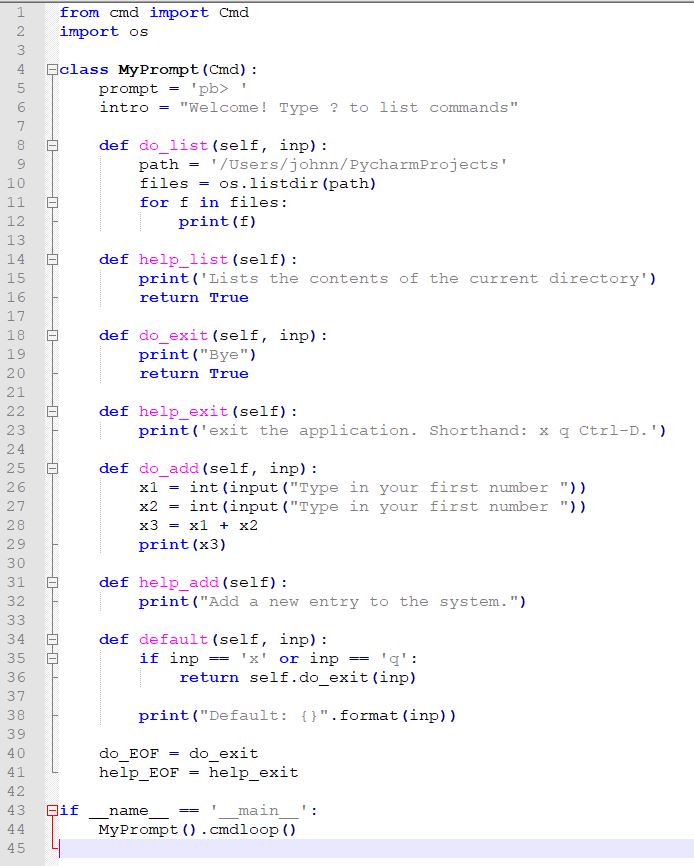 1 from cmd import Cmd
2 import os
3
4 class MyPrompt(Cmd):
5     prompt = 'pb> '
6     intro = "Welcome! Type ? to list commands"
7
8     def do_list(self, inp):
9         path = '/Users/johnn/PycharmProjects'
10         files = os.listdir(path)
11         for f in files:
12             print(f)
13
14     def help_list(self):
15         print('Lists the contents of the current directory')
16         return True
17
18     def do_exit(self, inp):
19         print("Bye")
20         return True
21
22     def help_exit(self):
23         print('exit the application. Shorthand: x q Ctrl-D.')
24
25     def do_add(self, inp):
26         x1 = int(input("Type in your first number "))
27         x2 = int(input("Type in your first number "))
28         x3 = x1 + x2
29         print(x3)
30
31     def help_add(self):
32         print("Add a new entry to the system.")
33
34     def default(self, inp):
35         if inp == 'x' or inp == 'q':
36             return self.do_exit(inp)
37
38         print("Default: {}".format(inp))
39
40     do_EOF = do_exit
41     help_EOF = help_exit
42
43 if __name__ == '__main__':
44     MyPrompt().cmdloop()
45